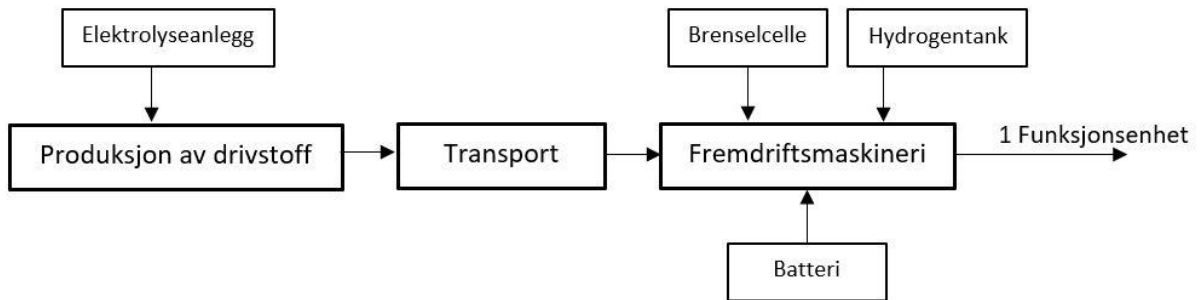 Elektrolyseanlegg
Brenselcelle
Hydrogentank
Produksjon av drivstoff
Transport
Fremdriftsmaskineri
1 Funksjonsenhet
Batteri